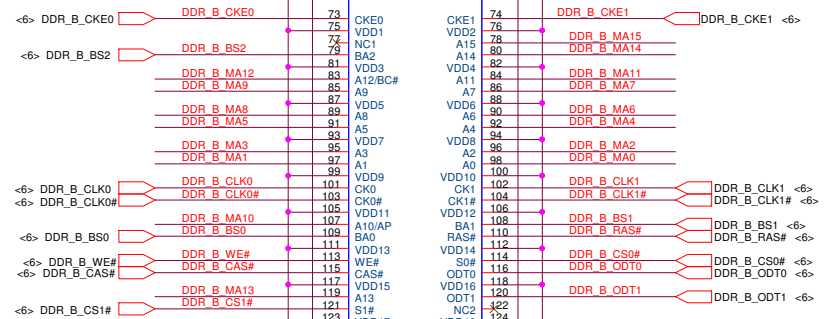 <6> DDR_B_CKE0 DDR_B_CKE0 73 CKE0 CKE1 74 DDR_B_CKE1 DDR_B_CKE1 <6>
75 VDD1 VDD2 76
77 NC1 A15 78 DDR_B_MA15
<6> DDR_B_BS2 DDR_B_BS2 79 BA2 A14 80 DDR_B_MA14
81 VDD3 VDD4 82
DDR_B_MA12 83 A12/BC# A11 84 DDR_B_MA11
DDR_B_MA9 85 A9 A7 86 DDR_B_MA7
87 VDD5 VDD6 88
DDR_B_MA8 89 A8 A6 90 DDR_B_MA6
DDR_B_MA5 91 A5 A4 92 DDR_B_MA4
93 VDD7 VDD8 94
DDR_B_MA3 95 A3 A2 96 DDR_B_MA2
DDR_B_MA1 97 A1 A0 98 DDR_B_MA0
99 VDD9 VDD10 100
<6> DDR_B_CLK0 DDR_B_CLK0 101 CK0 CK1 102 DDR_B_CLK1 DDR_B_CLK1 <6>
<6> DDR_B_CLK0# DDR_B_CLK0# 103 CK0# CK1# 104 DDR_B_CLK1# DDR_B_CLK1# <6>
105 VDD11 VDD12 106
DDR_B_MA10 107 A10/AP BA1 108 DDR_B_BS1 DDR_B_BS1 <6>
<6> DDR_B_BS0 DDR_B_BS0 109 BA0 RAS# 110 DDR_B_RAS# DDR_B_RAS# <6>
111 VDD13 VDD14 112
<6> DDR_B_WE# DDR_B_WE# 113 WE# S0# 114 DDR_B_CS0# DDR_B_CS0# <6>
<6> DDR_B_CAS# DDR_B_CAS# 115 CAS# ODT0 116 DDR_B_ODT0 DDR_B_ODT0 <6>
117 VDD15 VDD16 118
DDR_B_MA13 119 A13 ODT1 120 DDR_B_ODT1 DDR_B_ODT1 <6>
<6> DDR_B_CS1# DDR_B_CS1# 121 S1# NC2 122
123 124